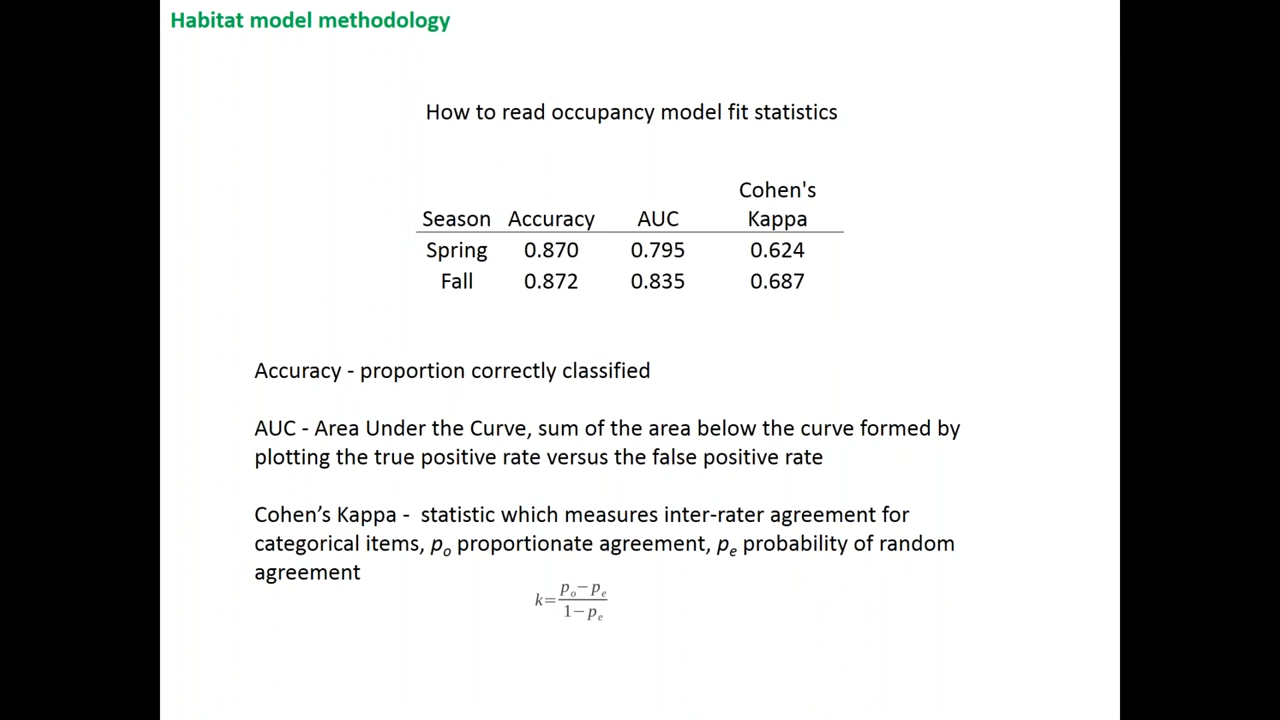 Habitat model methodology
How to read occupancy model fit statistics
Cohen's
Season Accuracy AUC Kappa
Spring 0.870 0.795 0.624
Fall 0.872 0.835 0.687
Accuracy - proportion correctly classified
AUC - Area Under the Curve, sum of the area below the curve formed by
plotting the true positive rate versus the false positive rate
Cohen’s Kappa -  statistic which measures inter-rater agreement for
categorical items, pₒ proportionate agreement, pₑ probability of random
agreement
k = (pₒ − pₑ) / (1 − pₑ)